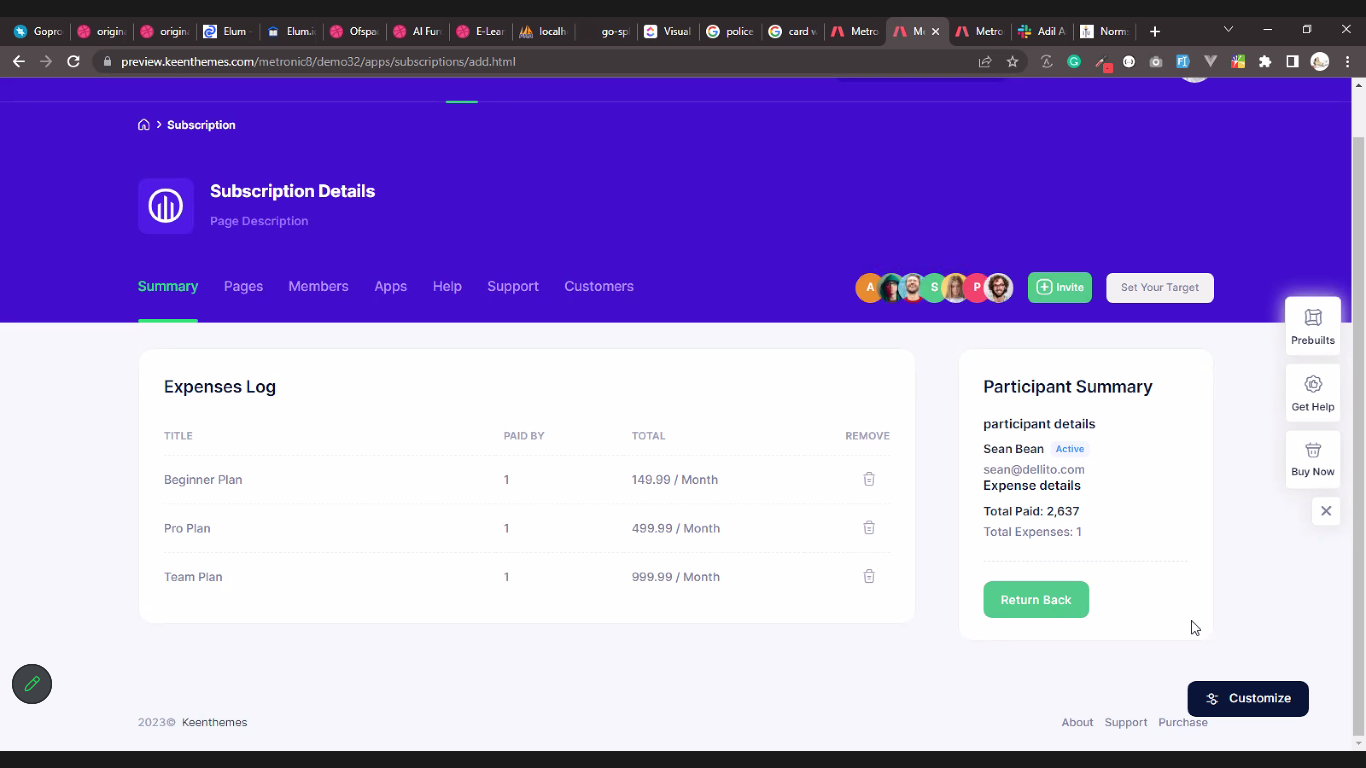 Gopro
origin
origin
Elum -
Elum.i
Ofspa
AI Fun
E-Lear
localh
go-sp
Visual
police
card w
Metro
Me
Metro
Adil A
Norm
preview.keenthemes.com/metronic8/demo32/apps/subscriptions/add.html
Subscription
Subscription Details
Page Description
Summary Pages Members Apps Help Support Customers
A S P
Invite
Set Your Target
Prebuilts
Get Help
Buy Now
Expenses Log
TITLE PAID BY TOTAL REMOVE
Beginner Plan 1 149.99 / Month
Pro Plan 1 499.99 / Month
Team Plan 1 999.99 / Month
Participant Summary
participant details
Sean Bean Active
sean@dellito.com
Expense details
Total Paid: 2,637
Total Expenses: 1
Return Back
Customize
2023© Keenthemes
About Support Purchase